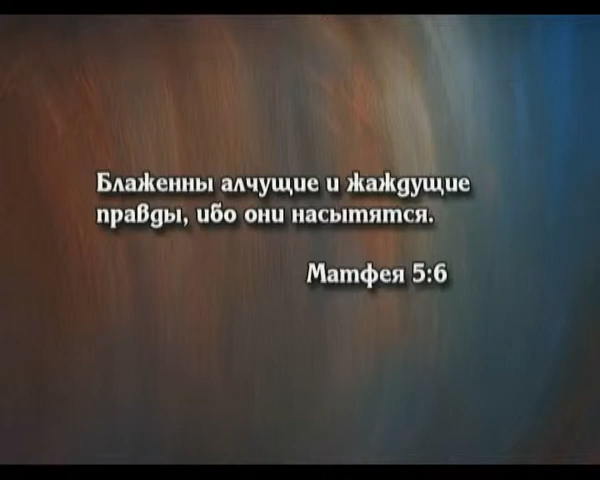 Блаженны алчущие и жаждущие
правды, ибо они насытятся.
Матфея 5:6